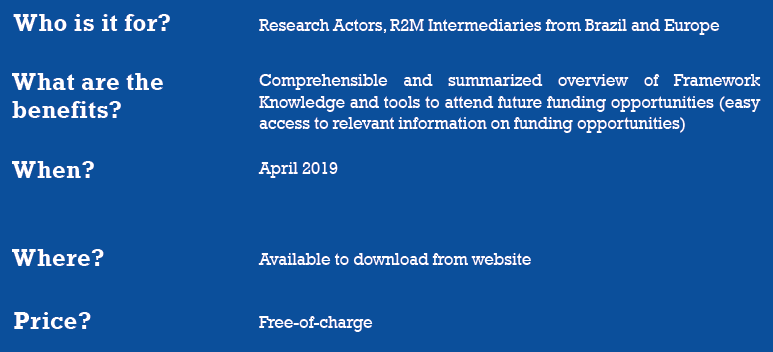 Who is it for?
Research Actors, R2M Intermediaries from Brazil and Europe
What are the
benefits?
Comprehensible and summarized overview of Framework
Knowledge and tools to attend future funding opportunities (easy
access to relevant information on funding opportunities)
When?
April 2019
Where?
Available to download from website
Price?
Free-of-charge